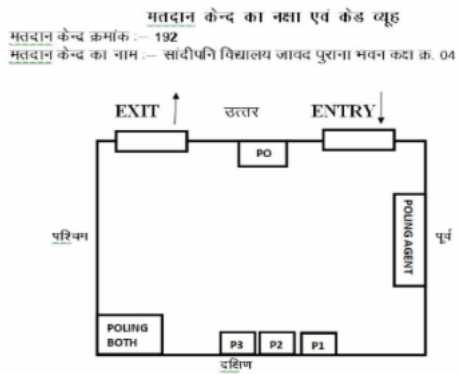 मतदान केन्द का नक्षा एवं केड व्यूह
मतदान केन्द क्रमांक :– 192
मतदान केन्द का नाम :– सांदीपनि विद्यालय जावद पुराना भवन कक्ष क्र. 04
EXIT उत्तर ENTRY
PO
पश्चिम
POLING AGENT
पूर्व
POLING
BOTH
P3 P2 P1
दक्षिण